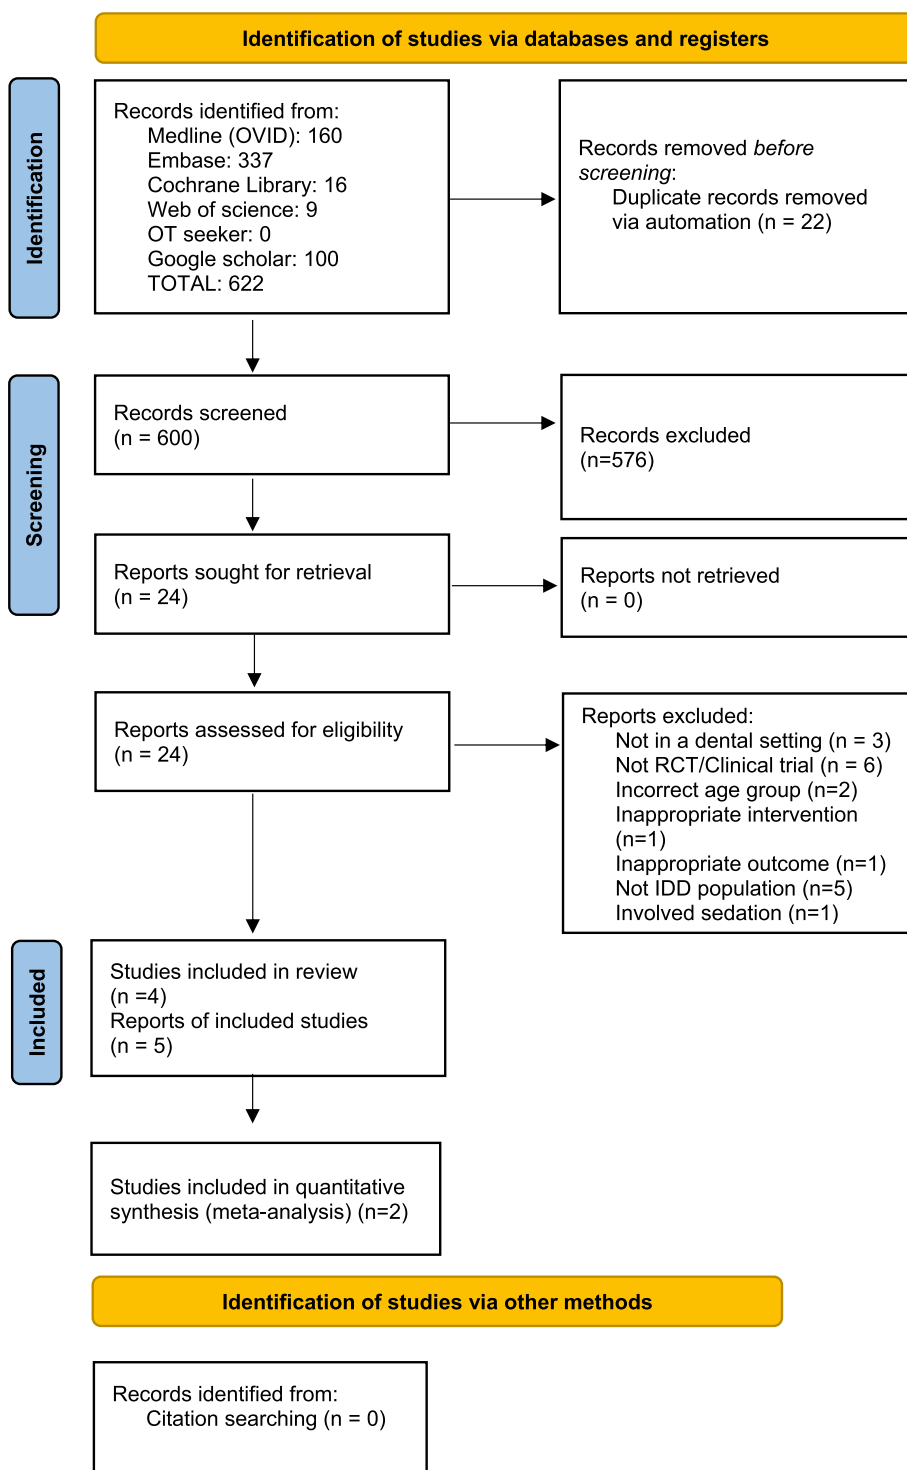 Identification of studies via databases and registers
Identification
Records identified from:
Medline (OVID): 160
Embase: 337
Cochrane Library: 16
Web of science: 9
OT seeker: 0
Google scholar: 100
TOTAL: 622
Records removed before
screening:
Duplicate records removed
via automation (n = 22)
Screening
Records screened
(n = 600)
Records excluded
(n=576)
Reports sought for retrieval
(n = 24)
Reports not retrieved
(n = 0)
Reports assessed for eligibility
(n = 24)
Reports excluded:
Not in a dental setting (n = 3)
Not RCT/Clinical trial (n = 6)
Incorrect age group (n=2)
Inappropriate intervention
(n=1)
Inappropriate outcome (n=1)
Not IDD population (n=5)
Involved sedation (n=1)
Included
Studies included in review
(n =4)
Reports of included studies
(n = 5)
Studies included in quantitative
synthesis (meta-analysis) (n=2)
Identification of studies via other methods
Records identified from:
Citation searching (n = 0)